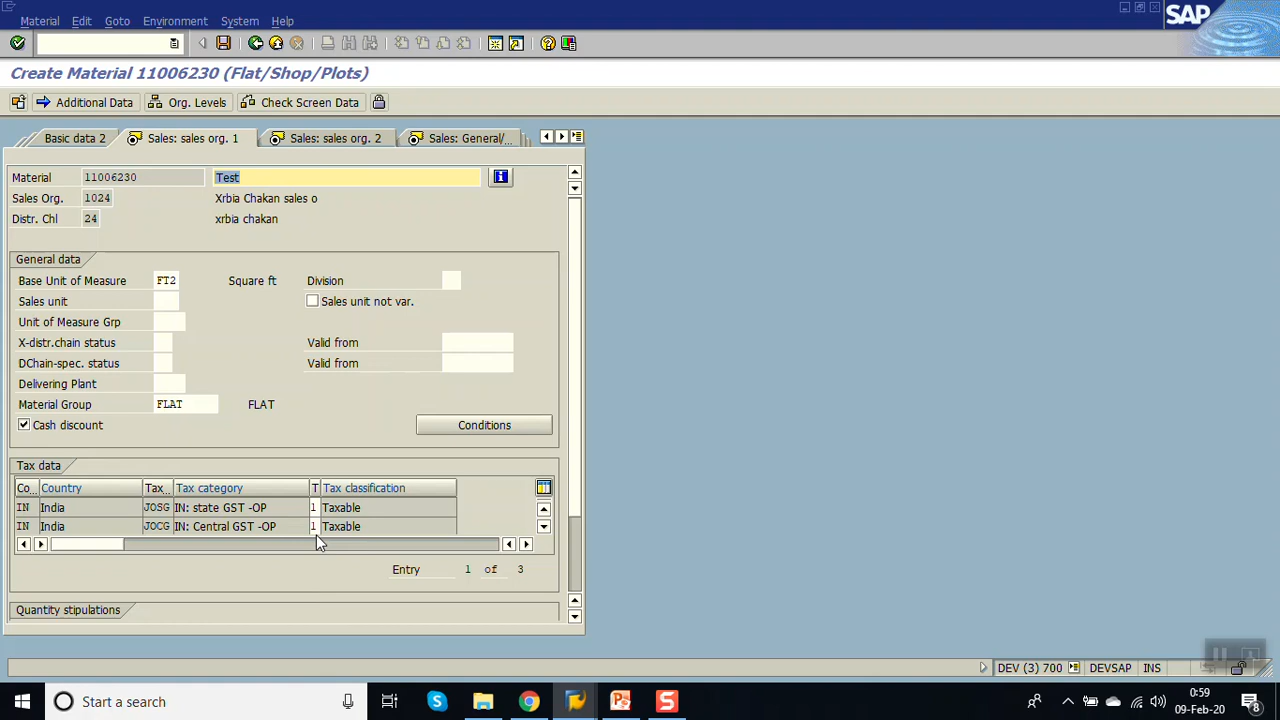 Material Edit Goto Environment System Help
SAP
Create Material 11006230 (Flat/Shop/Plots)
Additional Data Org. Levels Check Screen Data
Basic data 2 Sales: sales org. 1 Sales: sales org. 2 Sales: General/...
Material 11006230 Test
Sales Org. 1024 Xrbia Chakan sales o
Distr. Chl 24 xrbia chakan
General data
Base Unit of Measure FT2 Square ft Division
Sales unit Sales unit not var.
Unit of Measure Grp
X-distr.chain status Valid from
DChain-spec. status Valid from
Delivering Plant
Material Group FLAT FLAT
Cash discount Conditions
Tax data
Co... Country Tax... Tax category T Tax classification
IN India JOSG IN: state GST -OP 1 Taxable
IN India JOCG IN: Central GST -OP 1 Taxable
Entry 1 of 3
Quantity stipulations
DEV (3) 700 DEVSAP INS
Start a search
0:59
09-Feb-20
8